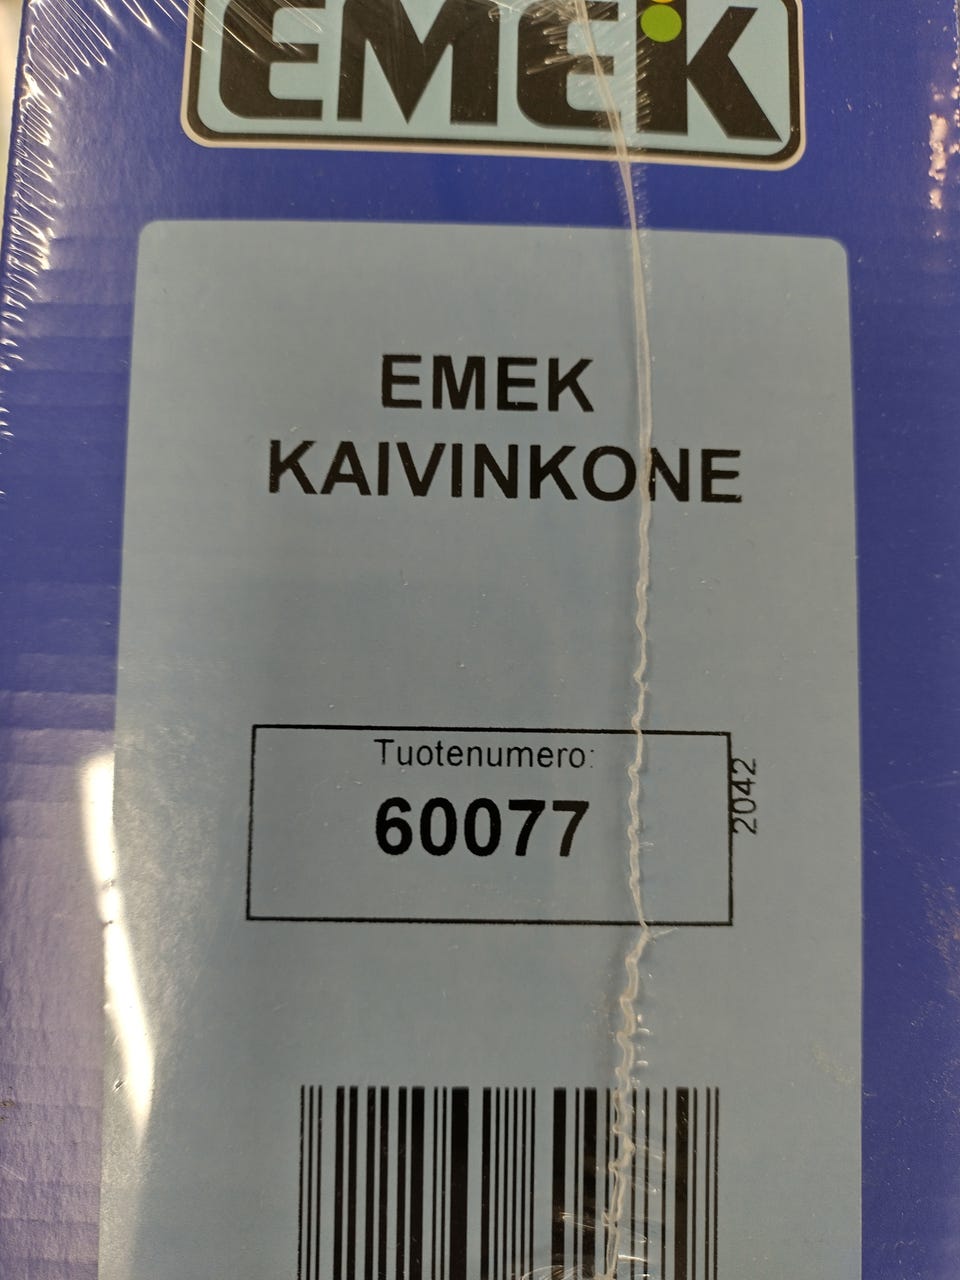 EMEK
EMEK
KAIVINKONE
Tuotenumero:
60077
2042